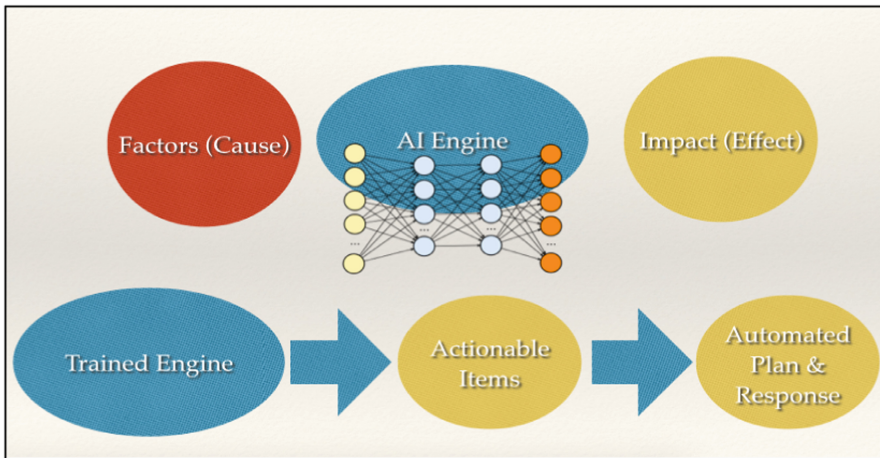 Factors (Cause)
AI Engine
Impact (Effect)
...
...
...
...
Trained Engine
Actionable
Items
Automated
Plan &
Response